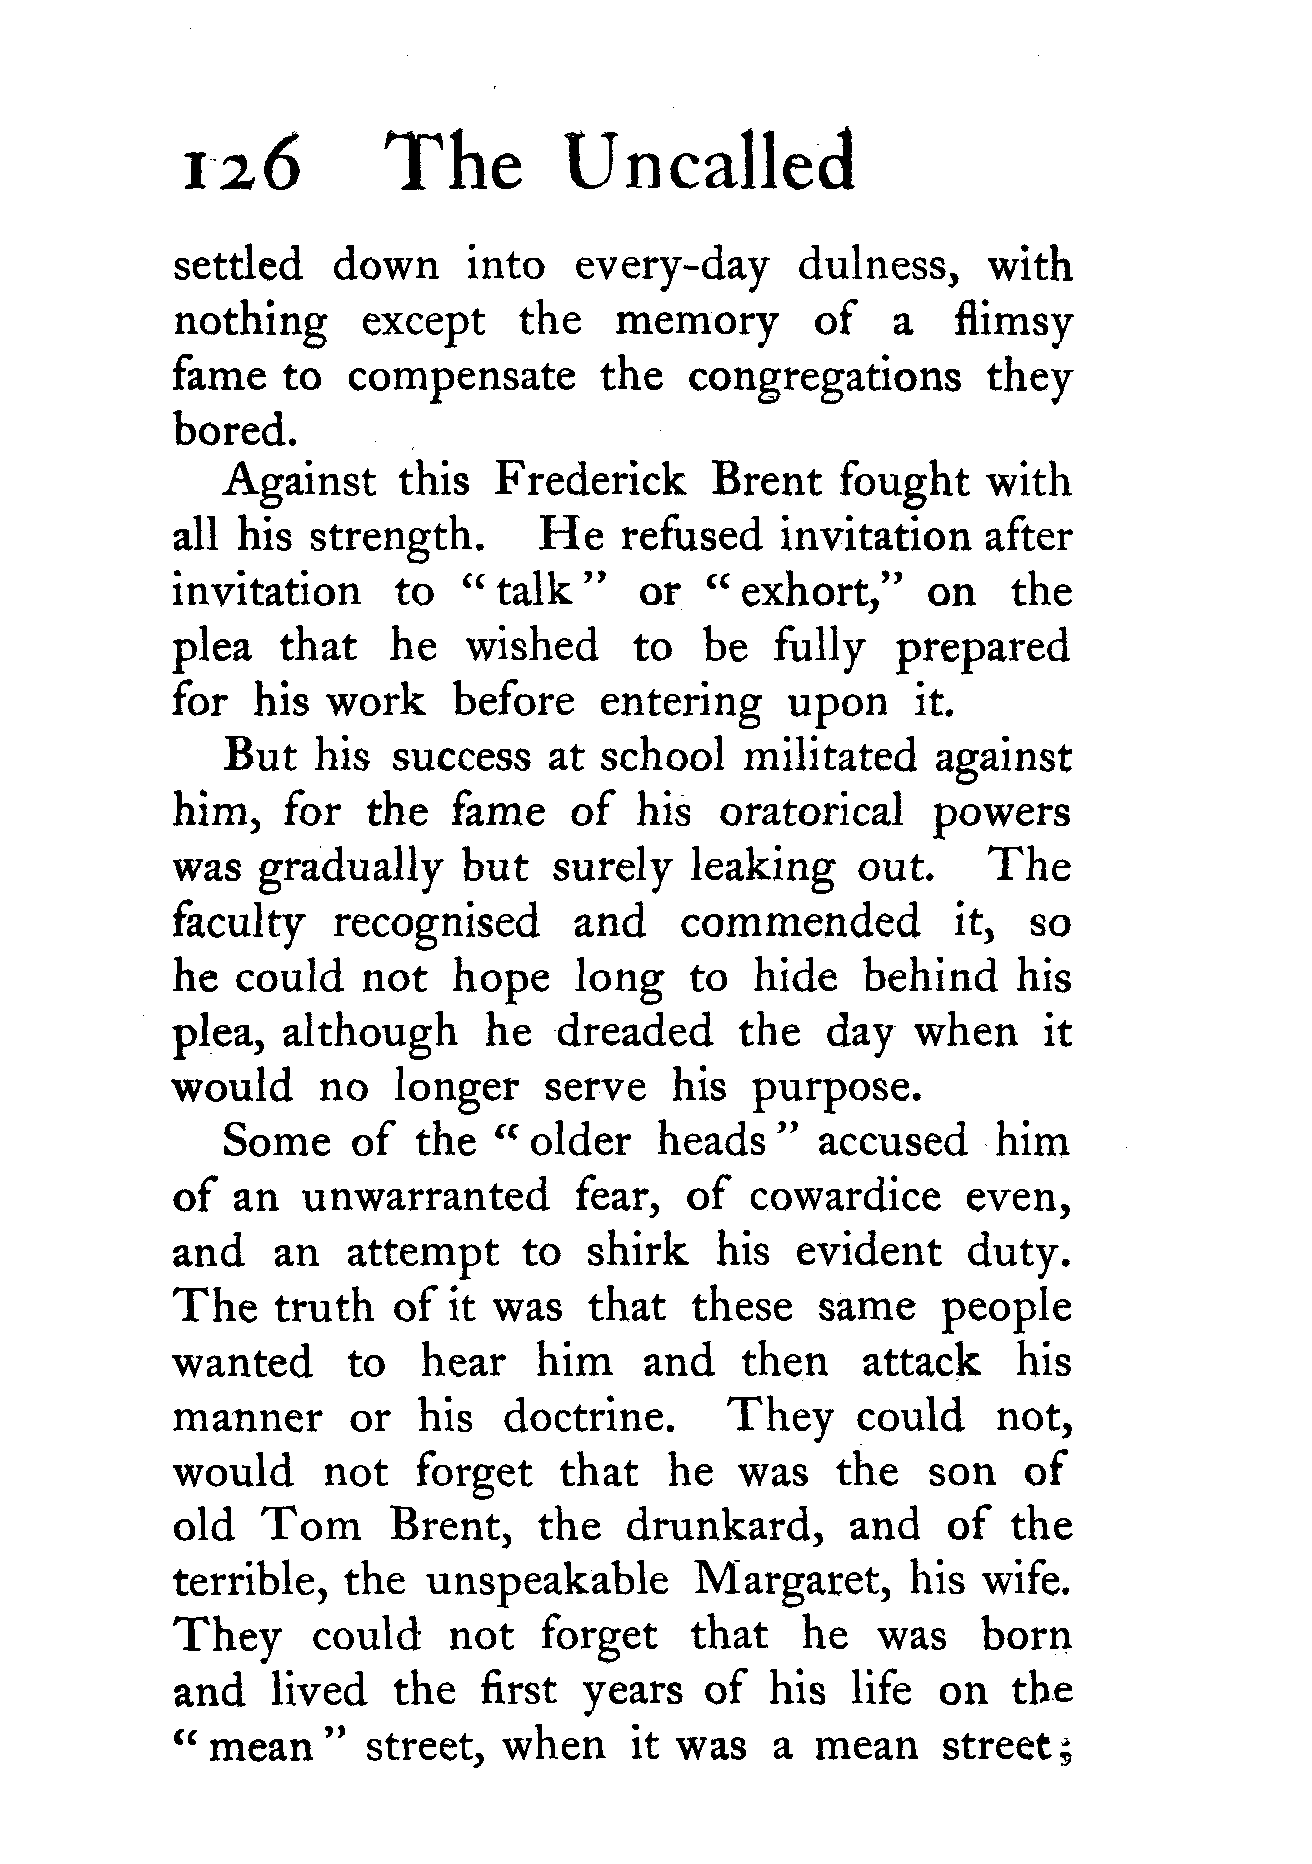 126 The Uncalled
settled down into every-day dulness, with
nothing except the memory of a flimsy
fame to compensate the congregations they
bored.
Against this Frederick Brent fought with
all his strength. He refused invitation after
invitation to “ talk ” or “ exhort,” on the
plea that he wished to be fully prepared
for his work before entering upon it.
But his success at school militated against
him, for the fame of his oratorical powers
was gradually but surely leaking out. The
faculty recognised and commended it, so
he could not hope long to hide behind his
plea, although he dreaded the day when it
would no longer serve his purpose.
Some of the “ older heads ” accused him
of an unwarranted fear, of cowardice even,
and an attempt to shirk his evident duty.
The truth of it was that these same people
wanted to hear him and then attack his
manner or his doctrine. They could not,
would not forget that he was the son of
old Tom Brent, the drunkard, and of the
terrible, the unspeakable Margaret, his wife.
They could not forget that he was born
and lived the first years of his life on the
“ mean ” street, when it was a mean street;